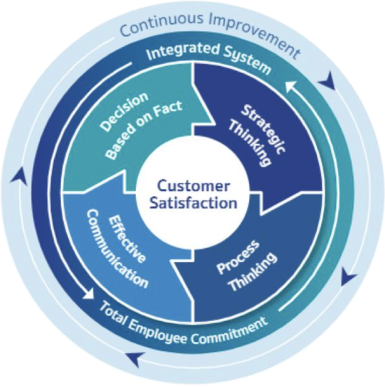 Continuous Improvement
Integrated System
Decision
Based on Fact
Strategic
Thinking
Customer
Satisfaction
Effective
Communication
Process
Thinking
Total Employee Commitment